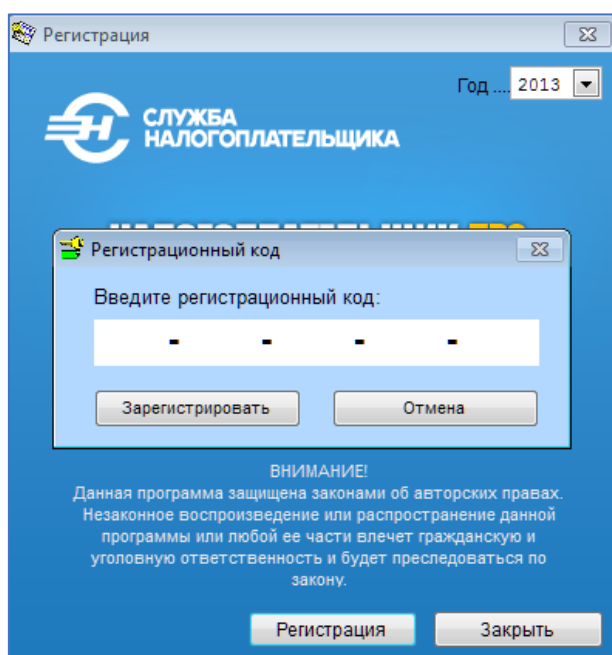 Регистрация
Год .... 2013
СЛУЖБА
НАЛОГОПЛАТЕЛЬЩИКА
Регистрационный код
Введите регистрационный код:
- - - -
Зарегистрировать Отмена
ВНИМАНИЕ!
Данная программа защищена законами об авторских правах.
Незаконное воспроизведение или распространение данной
программы или любой ее части влечет гражданскую и
уголовную ответственность и будет преследоваться по
закону.
Регистрация Закрыть